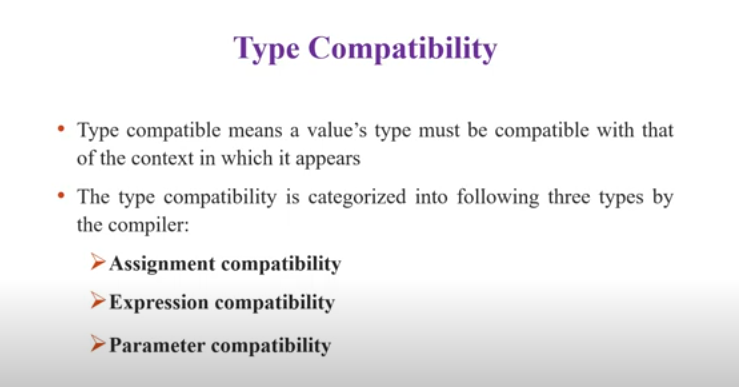 Type Compatibility
• Type compatible means a value's type must be compatible with that
of the context in which it appears
• The type compatibility is categorized into following three types by
the compiler:
➢Assignment compatibility
➢Expression compatibility
➢Parameter compatibility